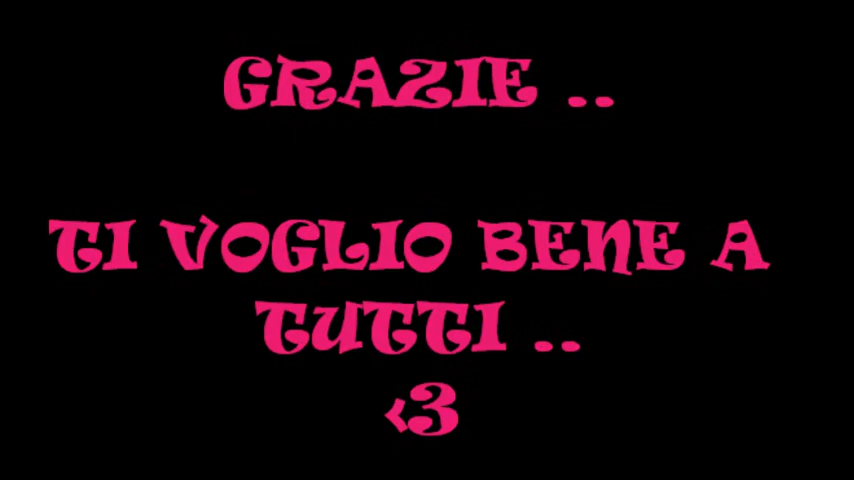 GRAZIE ..
TI VOGLIO BENE A
TUTTI ..
<3